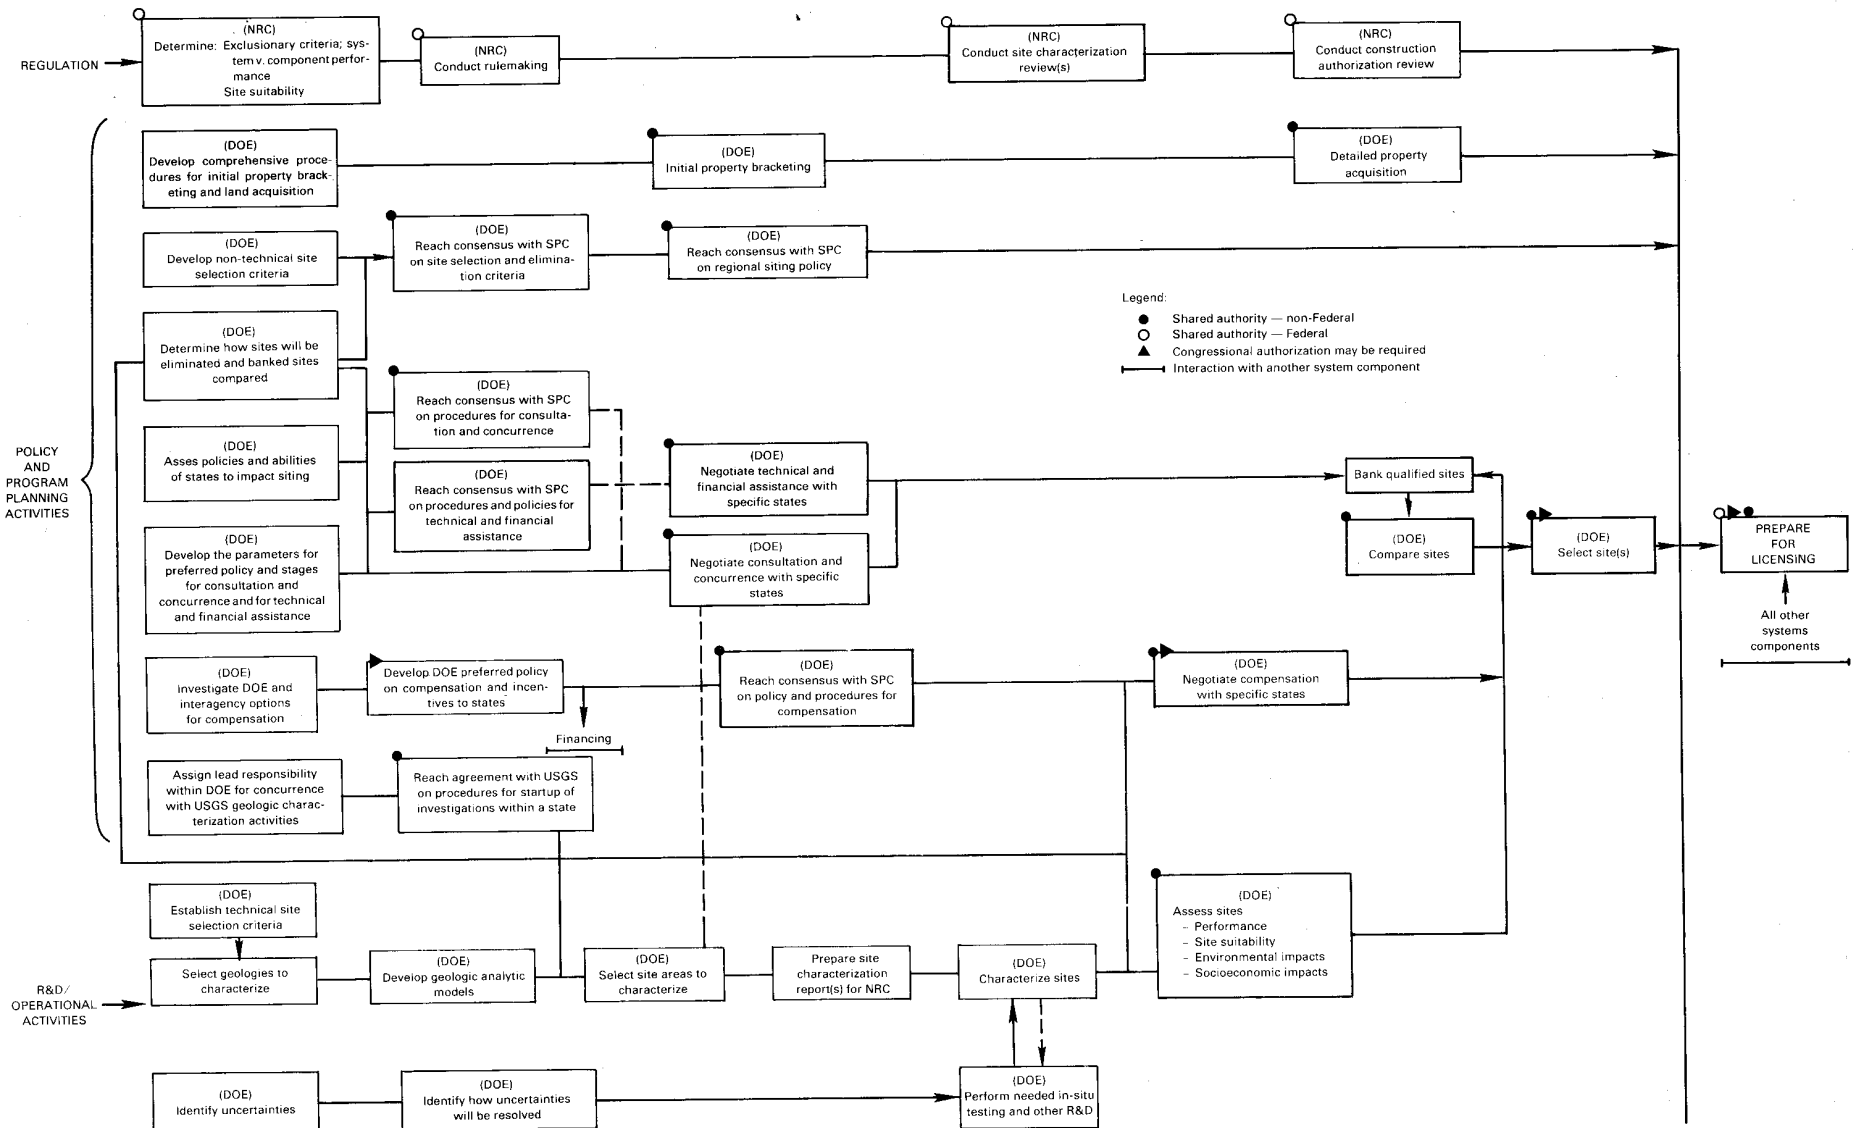 REGULATION
(NRC)
Determine: Exclusionary criteria; sys-
tem v. component perfor-
mance
Site suitability
(NRC)
Conduct rulemaking
(NRC)
Conduct site characterization
review(s)
(NRC)
Conduct construction
authorization review
POLICY
AND
PROGRAM
PLANNING
ACTIVITIES
(DOE)
Develop comprehensive proce-
dures for initial property brack-
eting and land acquisition
(DOE)
Initial property bracketing
(DOE)
Detailed property
acquisition
(DOE)
Develop non-technical site
selection criteria
(DOE)
Reach consensus with SPC
on site selection and elimina-
tion criteria
(DOE)
Reach consensus with SPC
on regional siting policy
Legend:
Shared authority — non-Federal
Shared authority — Federal
Congressional authorization may be required
Interaction with another system component
(DOE)
Determine how sites will be
eliminated and banked sites
compared
(DOE)
Reach consensus with SPC
on procedures for consulta-
tion and concurrence
(DOE)
Asses policies and abilities
of states to impact siting
(DOE)
Reach consensus with SPC
on procedures and policies for
technical and financial
assistance
(DOE)
Negotiate technical and
financial assistance with
specific states
Bank qualified sites
(DOE)
Develop the parameters for
preferred policy and stages
for consultation and
concurrence and for technical
and financial assistance
(DOE)
Negotiate consultation and
concurrence with specific
states
(DOE)
Compare sites
(DOE)
Select site(s)
PREPARE
FOR
LICENSING
All other
systems
components
(DOE)
Investigate DOE and
interagency options
for compensation
Develop DOE preferred policy
on compensation and incen-
tives to states
Financing
(DOE)
Reach consensus with SPC
on policy and procedures for
compensation
(DOE)
Negotiate compensation
with specific states
Assign lead responsibility
within DOE for concurrence
with USGS geologic charac-
terization activities
Reach agreement with USGS
on procedures for startup of
investigations within a state
R&D/
OPERATIONAL
ACTIVITIES
(DOE)
Establish technical site
selection criteria
Select geologies to
characterize
(DOE)
Develop geologic analytic
models
(DOE)
Select site areas to
characterize
Prepare site
characterization
report(s) for NRC
(DOE)
Characterize sites
(DOE)
Assess sites
– Performance
– Site suitability
– Environmental impacts
– Socioeconomic impacts
(DOE)
Identify uncertainties
(DOE)
Identify how uncertainties
will be resolved
(DOE)
Perform needed in-situ
testing and other R&D